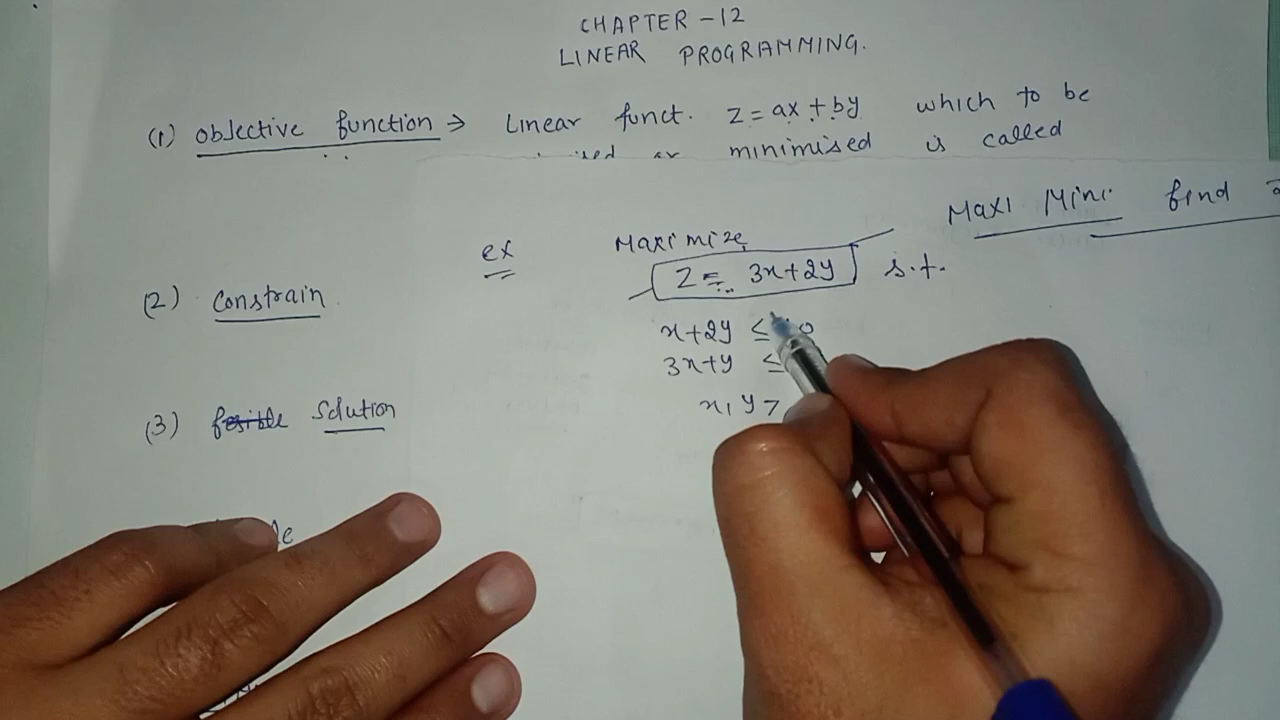 CHAPTER -12
LINEAR PROGRAMMING.
(1) objective function → Linear funct. Z = ax + by which to be
minimised is called
Maxi Mini find
ex Maximize
Z = 3x+2y s.t.
(2) Constrain
x+2y ≤
3x+y ≤
x, y >
(3) fesible Solution